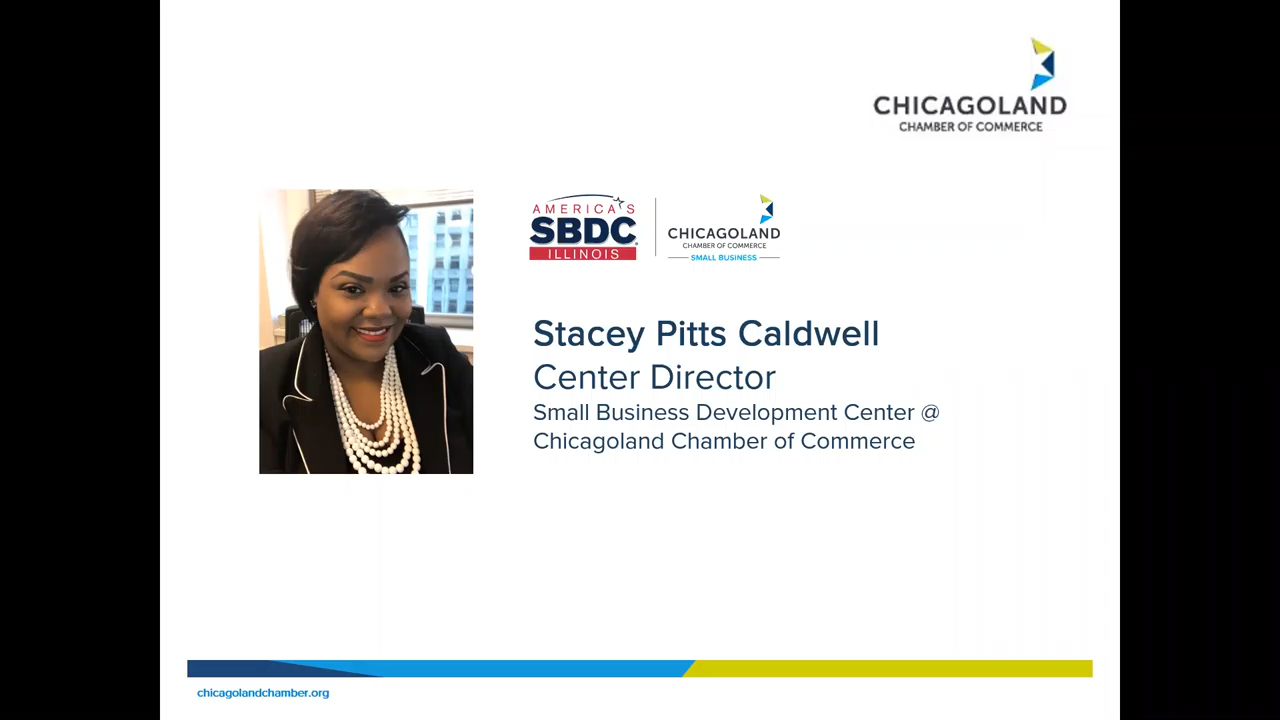 CHICAGOLAND
CHAMBER OF COMMERCE
AMERICA'S
SBDC
ILLINOIS
CHICAGOLAND
CHAMBER OF COMMERCE
SMALL BUSINESS
Stacey Pitts Caldwell
Center Director
Small Business Development Center @
Chicagoland Chamber of Commerce
chicagolandchamber.org